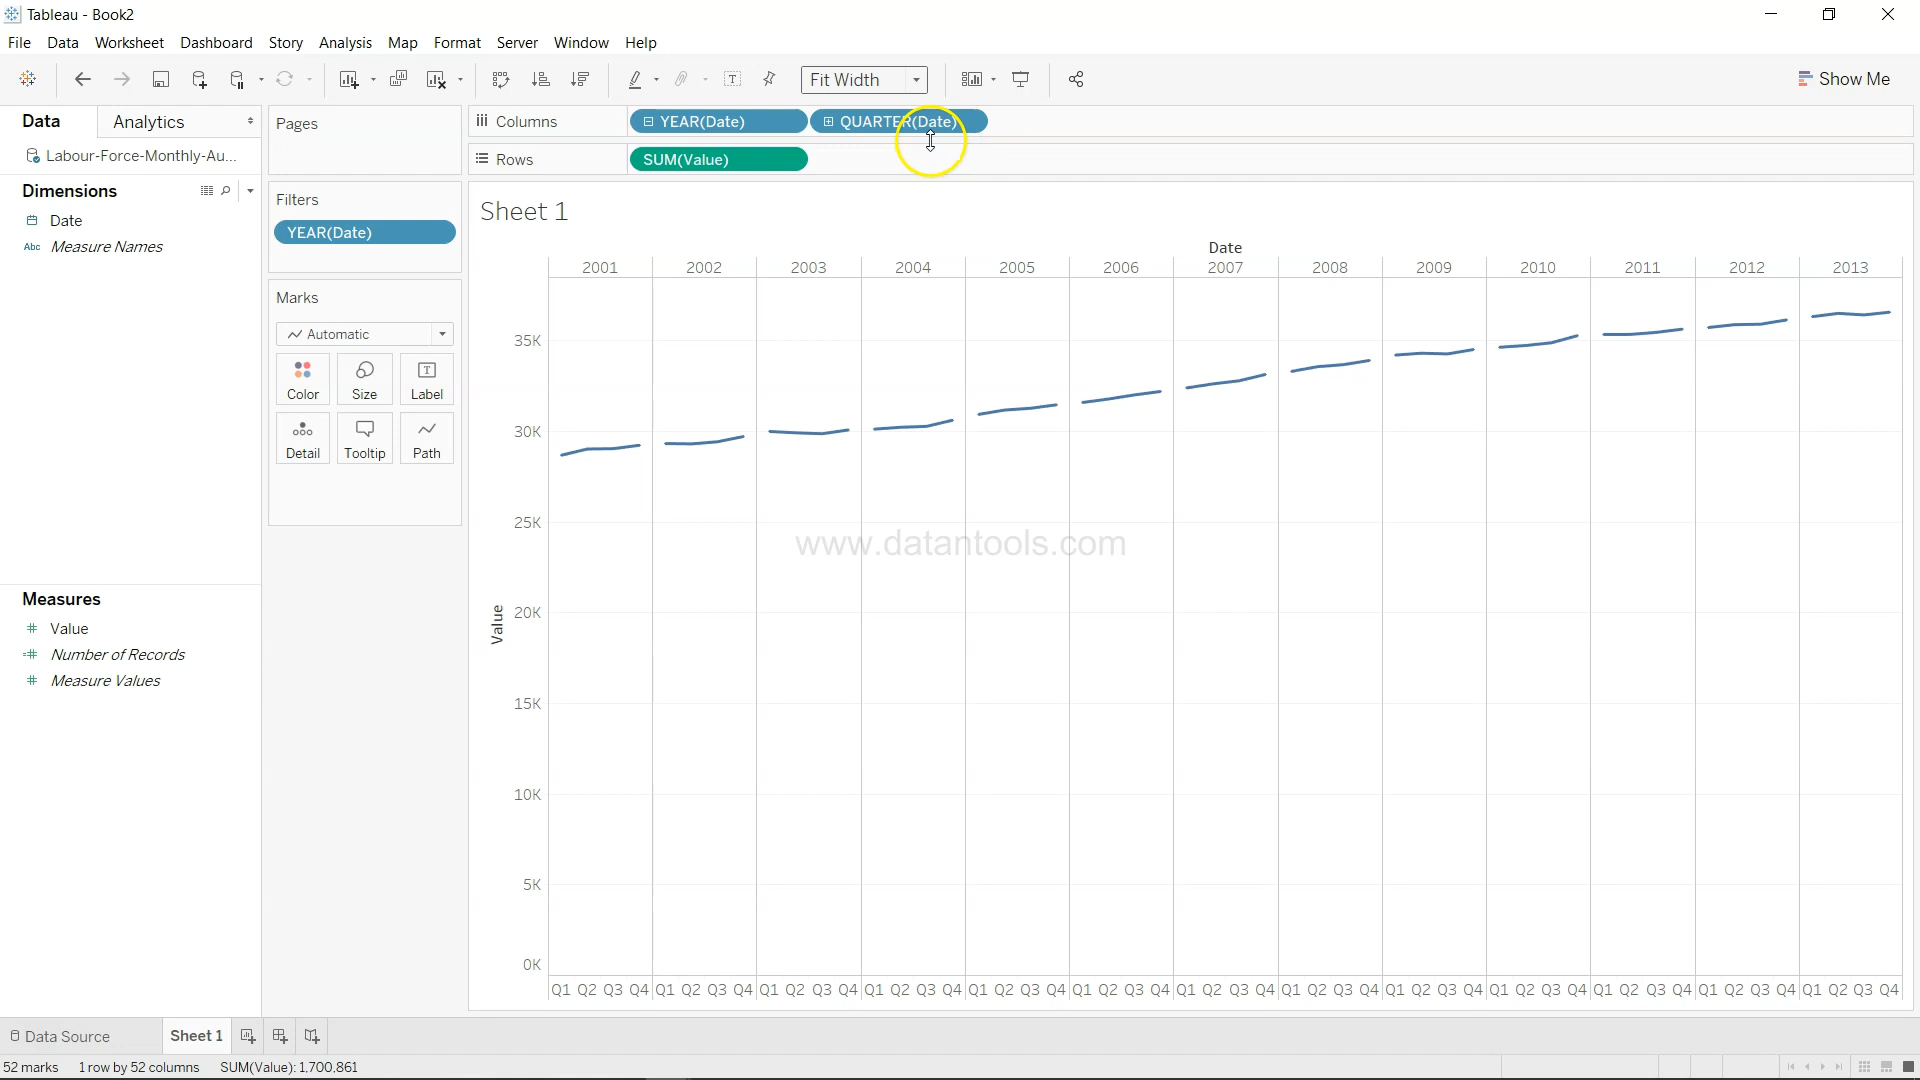 Tableau - Book2
File Data Worksheet Dashboard Story Analysis Map Format Server Window Help
Fit Width
Show Me
Data Analytics
Labour-Force-Monthly-Au...
Dimensions
Date
Abc Measure Names
Measures
Value
Number of Records
Measure Values
Pages
Filters
YEAR(Date)
Marks
Automatic
Color Size Label
Detail Tooltip Path
Columns YEAR(Date) QUARTER(Date)
Rows SUM(Value)
Sheet 1
Date
2001 2002 2003 2004 2005 2006 2007 2008 2009 2010 2011 2012 2013
35K
30K
25K
20K
15K
10K
5K
0K
Value
www.datantools.com
Q1 Q2 Q3 Q4 Q1 Q2 Q3 Q4 Q1 Q2 Q3 Q4 Q1 Q2 Q3 Q4 Q1 Q2 Q3 Q4 Q1 Q2 Q3 Q4 Q1 Q2 Q3 Q4 Q1 Q2 Q3 Q4 Q1 Q2 Q3 Q4 Q1 Q2 Q3 Q4 Q1 Q2 Q3 Q4 Q1 Q2 Q3 Q4 Q1 Q2 Q3 Q4
Data Source Sheet 1
52 marks 1 row by 52 columns SUM(Value): 1,700,861